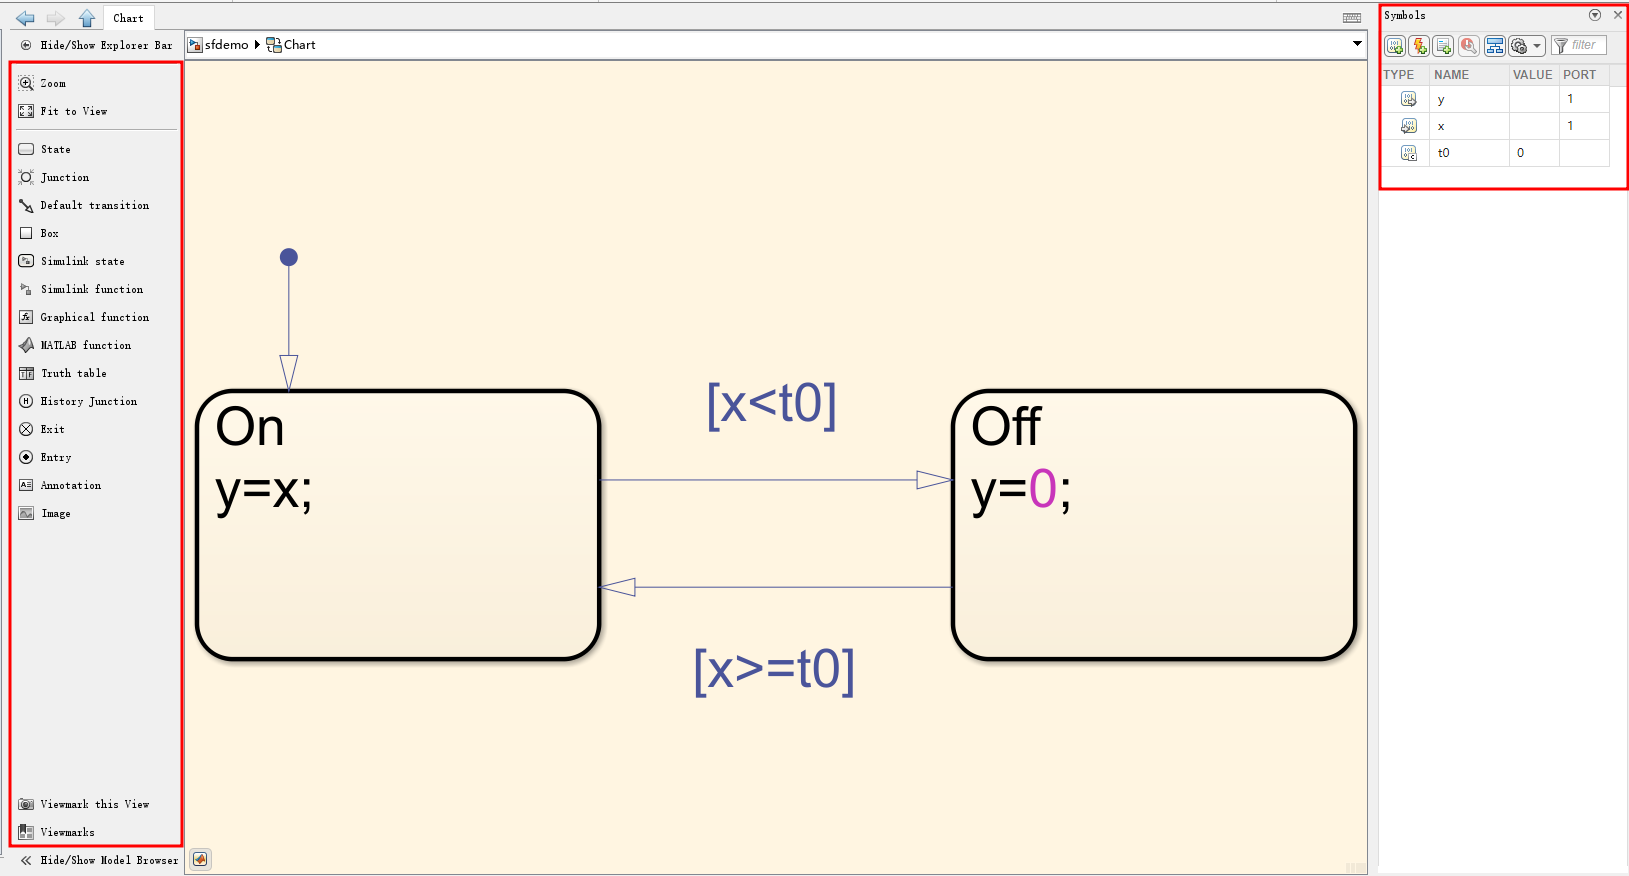 Chart
Hide/Show Explorer Bar
sfdemo Chart
Zoom
Fit to View
State
Junction
Default transition
Box
Simulink state
Simulink function
Graphical function
MATLAB function
Truth table
History Junction
Exit
Entry
Annotation
Image
Viewmark this View
Viewmarks
Hide/Show Model Browser
On
y=x;
[x<t0]
Off
y=0;
[x>=t0]
Symbols
filter
TYPE NAME VALUE PORT
y 1
x 1
t0 0